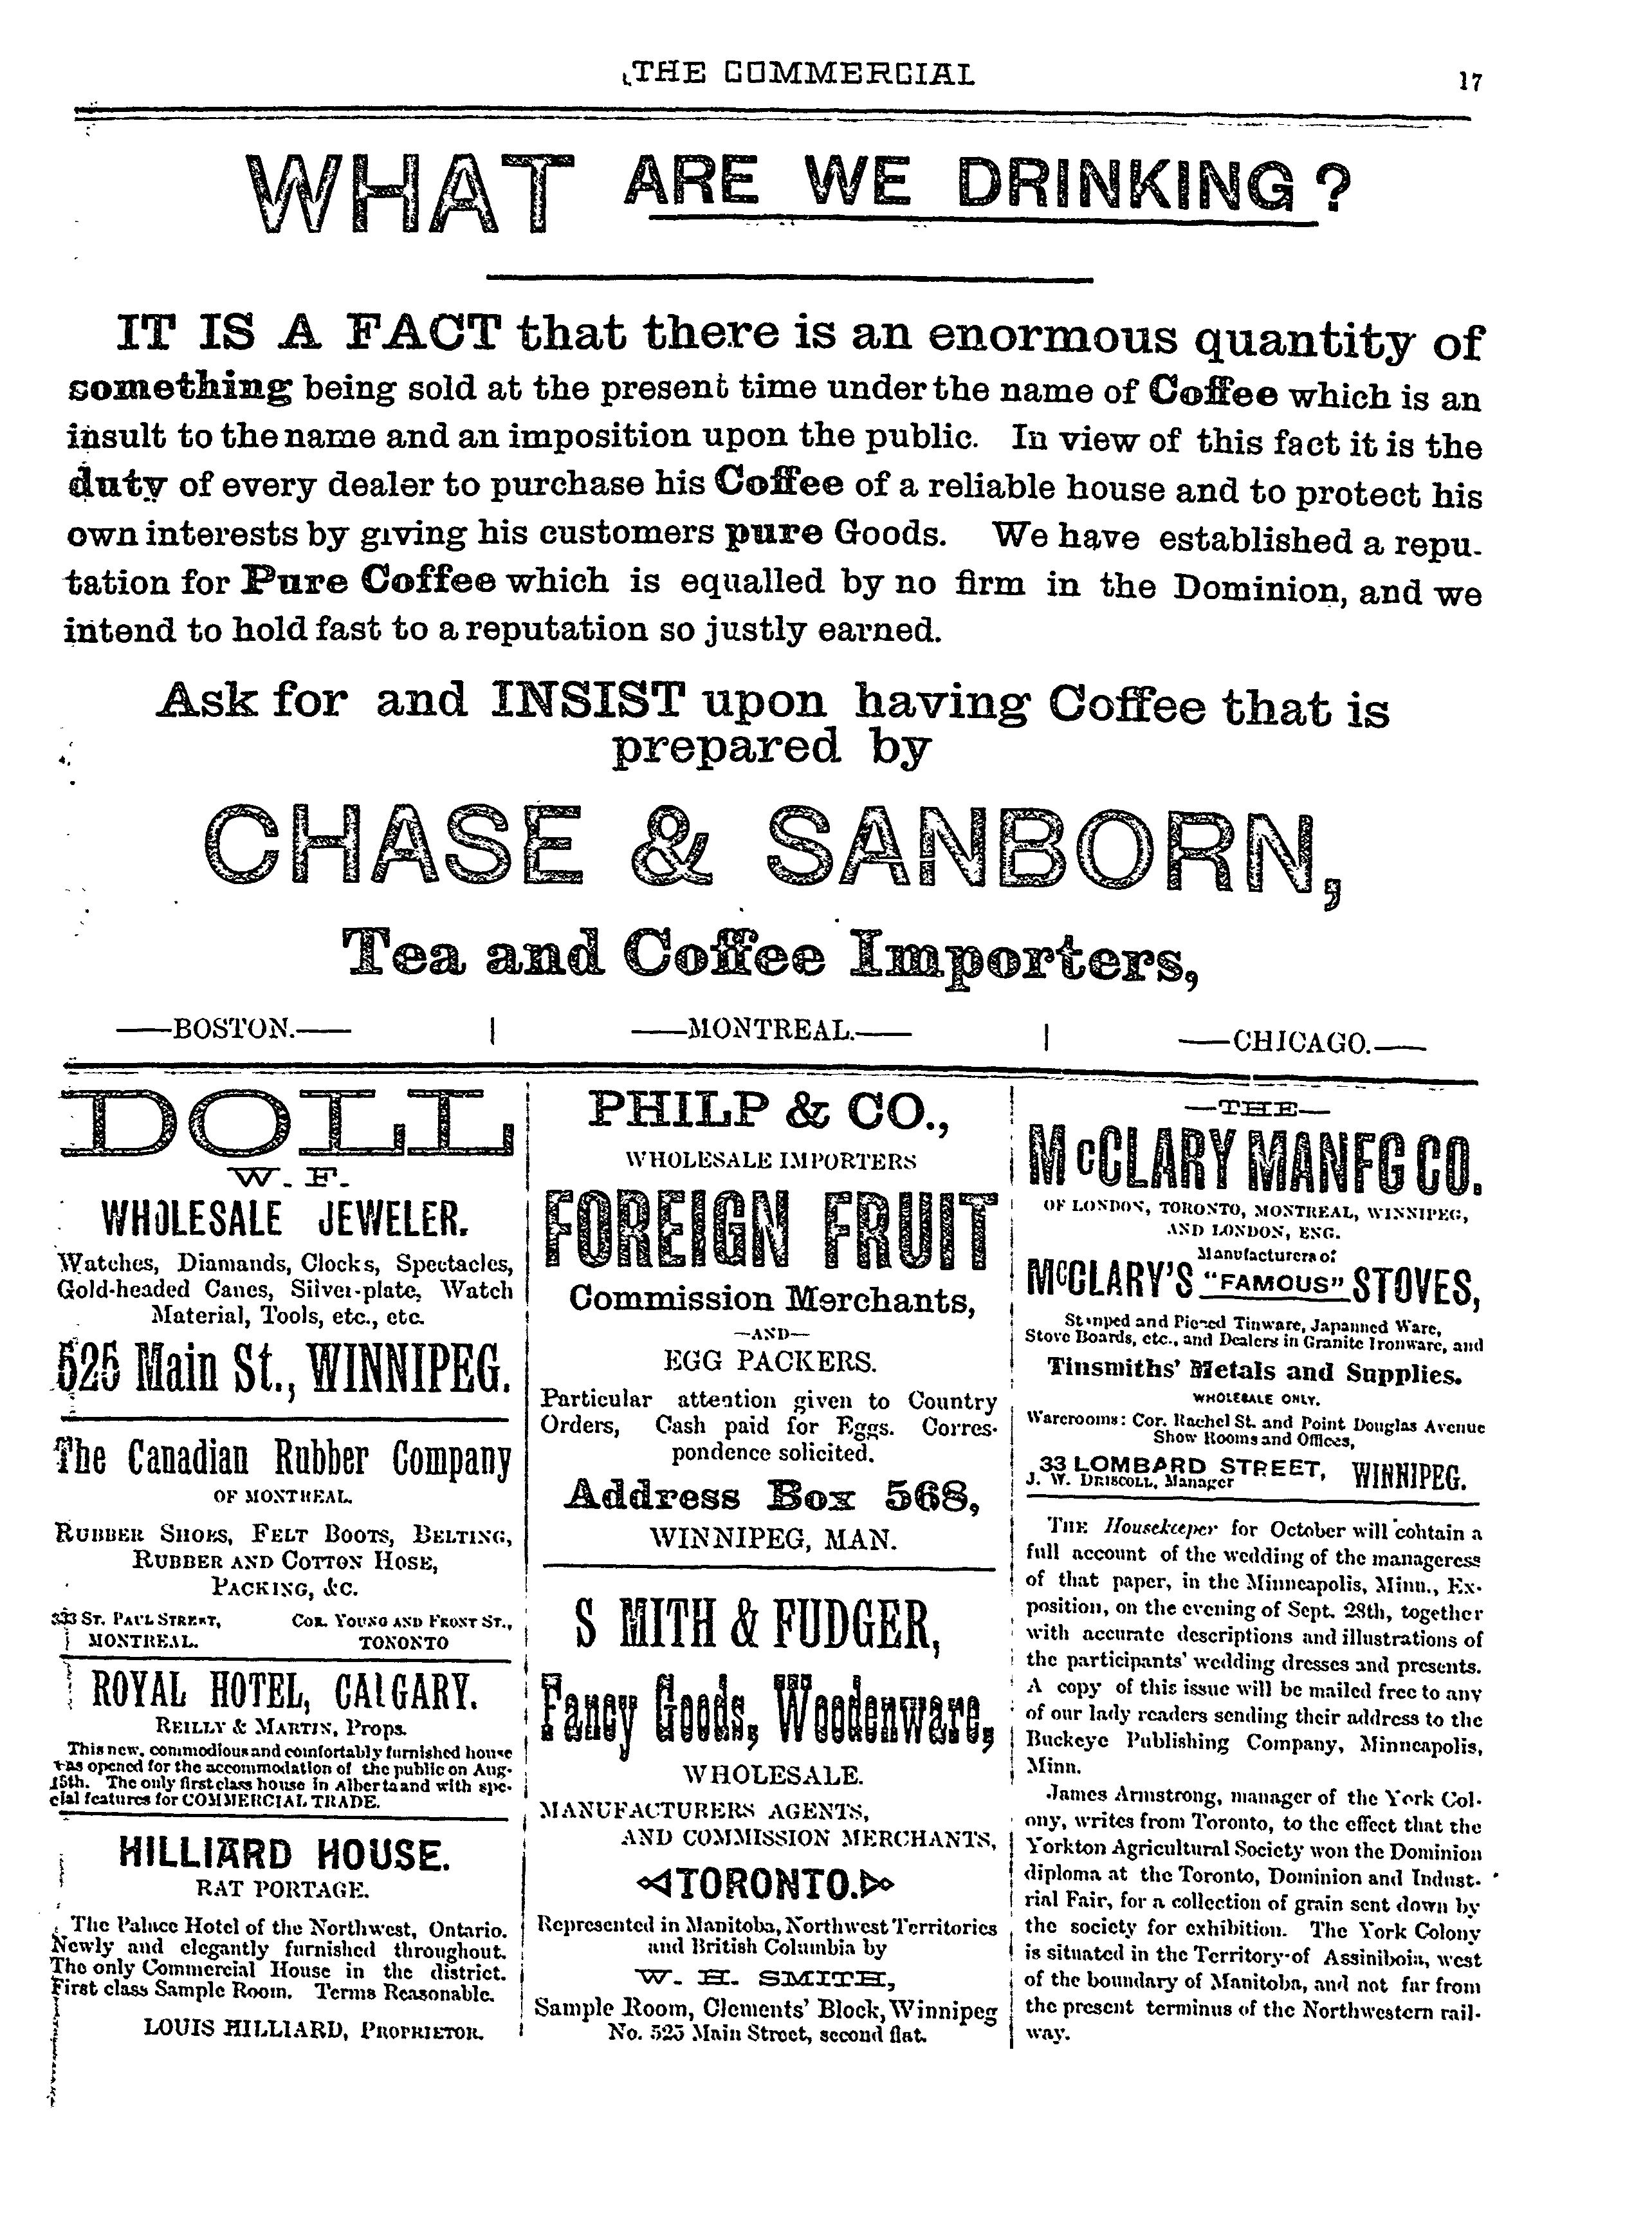 THE COMMERCIAL
17
WHAT ARE WE DRINKING?
IT IS A FACT that there is an enormous quantity of
something being sold at the present time under the name of Coffee which is an
insult to the name and an imposition upon the public. In view of this fact it is the
duty of every dealer to purchase his Coffee of a reliable house and to protect his
own interests by giving his customers pure Goods. We have established a repu-
tation for Pure Coffee which is equalled by no firm in the Dominion, and we
intend to hold fast to a reputation so justly earned.
Ask for and INSIST upon having Coffee that is
prepared by
CHASE & SANBORN,
Tea and Coffee Importers,
—BOSTON.— | —MONTREAL.— | —CHICAGO.—
DOLL
W. F.
WHOLESALE JEWELER.
Watches, Diamands, Clocks, Spectacles,
Gold-headed Canes, Silver-plate, Watch
Material, Tools, etc., etc.
525 Main St., WINNIPEG.
The Canadian Rubber Company
OF MONTREAL.
RUBBER SHOES, FELT BOOTS, BELTING,
RUBBER AND COTTON HOSE,
PACKING, &C.
333 ST. PAUL STREET, COR. YOUNG AND FRONT ST.,
MONTREAL. TONONTO
ROYAL HOTEL, CALGARY.
REILLY & MARTIN, Props.
This new, commodious and comfortably furnished house
was opened for the accommodation of the public on Aug-
15th. The only first class house in Alberta and with spe-
cial features for COMMERCIAL TRADE.
HILLIARD HOUSE.
RAT PORTAGE.
The Palace Hotel of the Northwest, Ontario.
Newly and elegantly furnished throughout.
The only Commercial House in the district.
First class Sample Room. Terms Reasonable.
LOUIS HILLIARD, PROPRIETOR.
PHILP & CO.,
WHOLESALE IMPORTERS
FOREIGN FRUIT
Commission Merchants,
—AND—
EGG PACKERS.
Particular attention given to Country
Orders, Cash paid for Eggs. Corres-
pondence solicited.
Address Box 568,
WINNIPEG, MAN.
S MITH & FUDGER,
Fancy Goods, Woodenware,
WHOLESALE.
MANUFACTURERS AGENTS,
AND COMMISSION MERCHANTS,
TORONTO.
Represented in Manitoba, Northwest Territories
and British Columbia by
W. H. SMITH,
Sample Room, Clements' Block, Winnipeg
No. 525 Main Street, second flat.
—THE—
McCLARY MANFG CO.
OF LONDON, TORONTO, MONTREAL, WINNIPEG,
AND LONDON, ENG.
Manufacturers of
McCLARY'S "FAMOUS" STOVES,
Stamped and Pieced Tinware, Japanned Ware,
Stove Boards, etc., and Dealers in Granite Ironware, and
Tinsmiths' Metals and Supplies.
WHOLESALE ONLY.
Warerooms: Cor. Rachel St. and Point Douglas Avenue
Show Rooms and Offices,
33 LOMBARD STREET, WINNIPEG.
J. W. DRISCOLL, Manager
THE Housekeeper for October will contain a
full account of the wedding of the manageress
of that paper, in the Minneapolis, Minn., Ex-
position, on the evening of Sept. 28th, together
with accurate descriptions and illustrations of
the participants' wedding dresses and presents.
A copy of this issue will be mailed free to any
of our lady readers sending their address to the
Buckeye Publishing Company, Minneapolis,
Minn.
James Armstrong, manager of the York Col-
ony, writes from Toronto, to the effect that the
Yorkton Agricultural Society won the Dominion
diploma at the Toronto, Dominion and Indust-
rial Fair, for a collection of grain sent down by
the society for exhibition. The York Colony
is situated in the Territory of Assiniboia, west
of the boundary of Manitoba, and not far from
the present terminus of the Northwestern rail-
way.